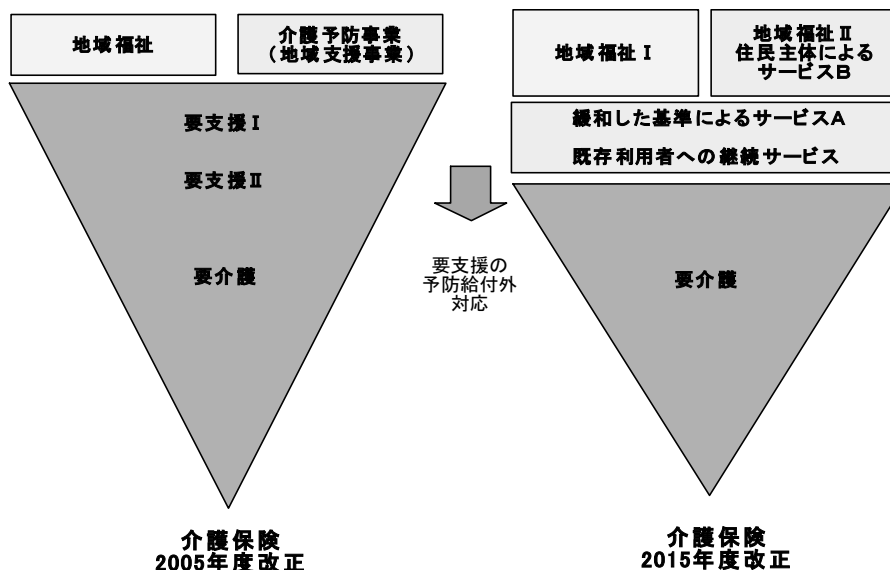 地域福祉
介護予防事業
（地域支援事業）
要支援Ⅰ
要支援Ⅱ
要介護
介護保険
2005年度改正
要支援の
予防給付外
対応
地域福祉Ⅰ
地域福祉Ⅱ
住民主体による
サービスB
緩和した基準によるサービスA
既存利用者への継続サービス
要介護
介護保険
2015年度改正